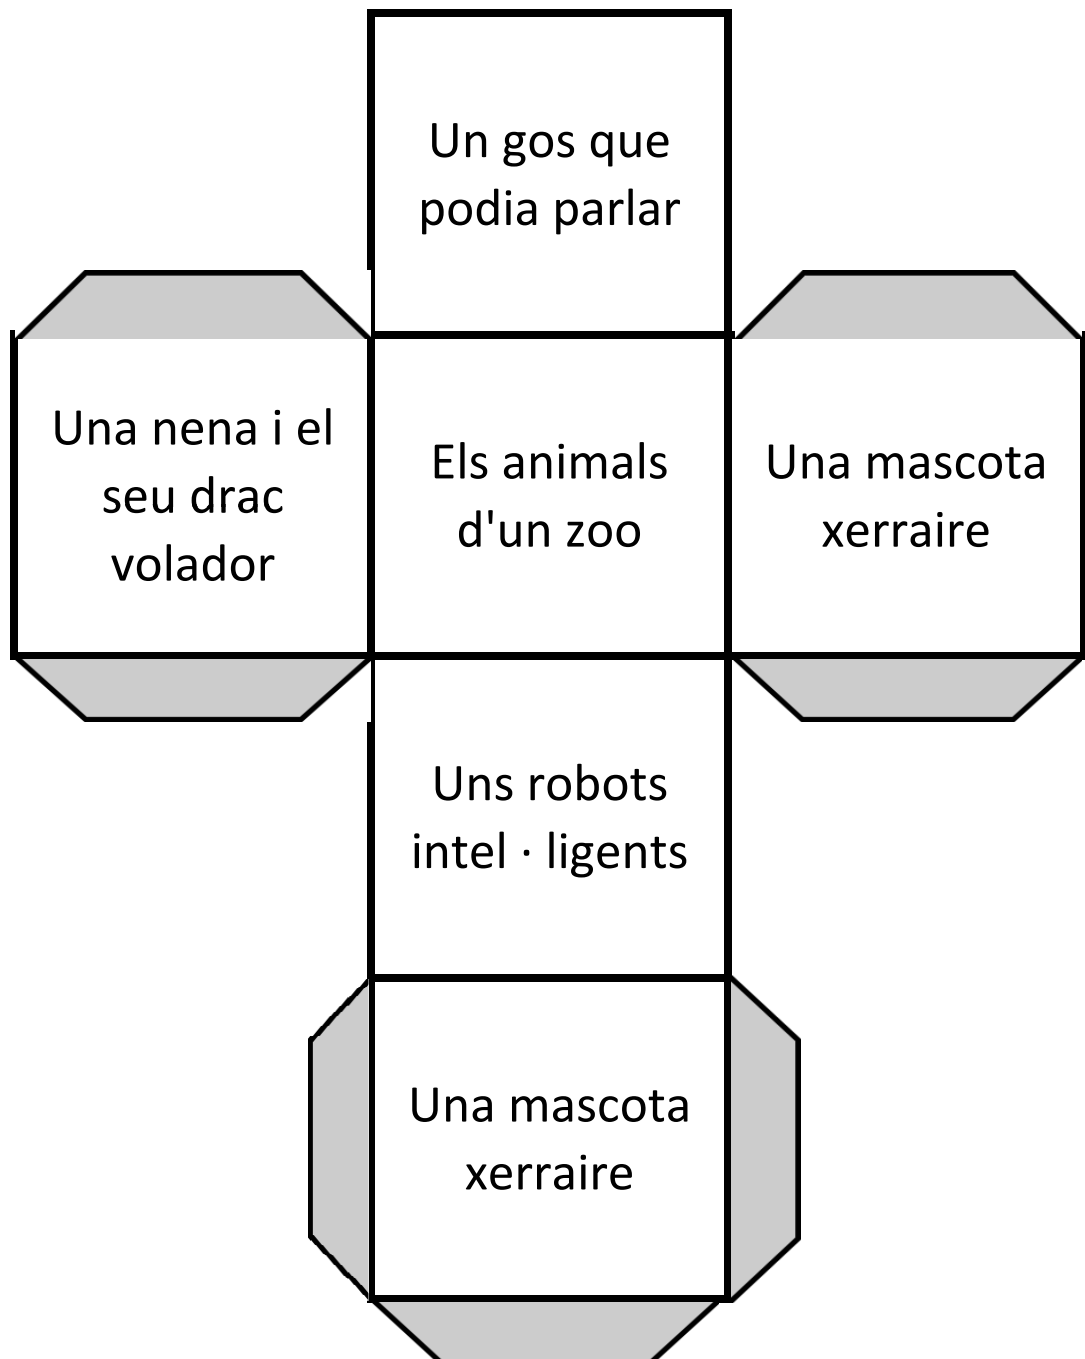 Un gos que
podia parlar
Una nena i el
seu drac
volador
Els animals
d'un zoo
Una mascota
xerraire
Uns robots
intel · ligents
Una mascota
xerraire